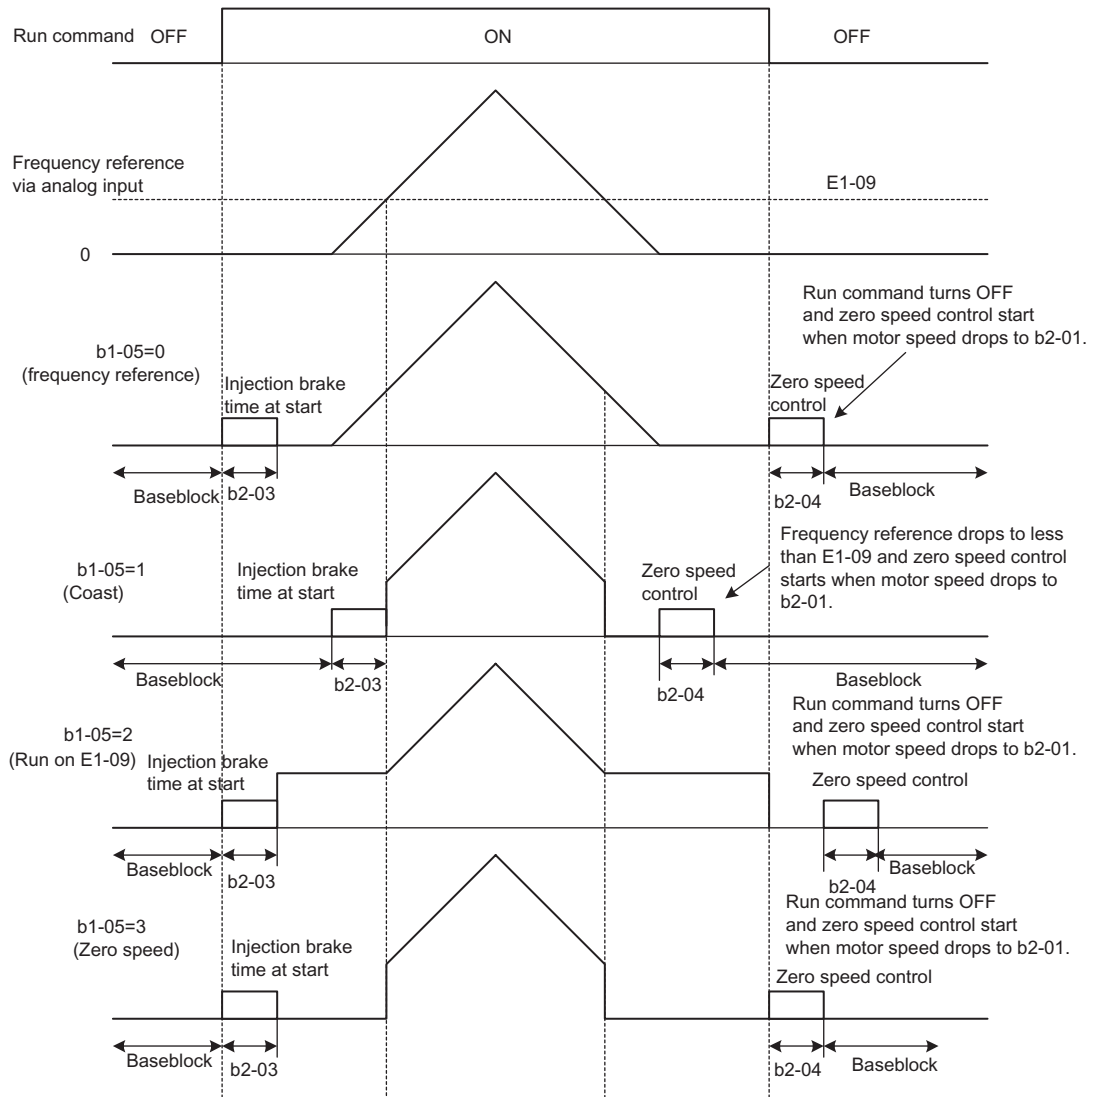 Run command OFF ON OFF
Frequency reference
via analog input
E1-09
0
Run command turns OFF
and zero speed control start
when motor speed drops to b2-01.
b1-05=0
(frequency reference)
Injection brake
time at start
Zero speed
control
Baseblock
b2-03
b2-04
Baseblock
Frequency reference drops to less
than E1-09 and zero speed control
starts when motor speed drops to
b2-01.
b1-05=1
(Coast)
Injection brake
time at start
Zero speed
control
Baseblock
b2-03
b2-04
Baseblock
Run command turns OFF
and zero speed control start
when motor speed drops to b2-01.
b1-05=2
(Run on E1-09)
Injection brake
time at start
Zero speed control
Baseblock
b2-03
b2-04
Baseblock
Run command turns OFF
and zero speed control start
when motor speed drops to b2-01.
b1-05=3
(Zero speed)
Injection brake
time at start
Zero speed control
Baseblock
b2-03
b2-04
Baseblock